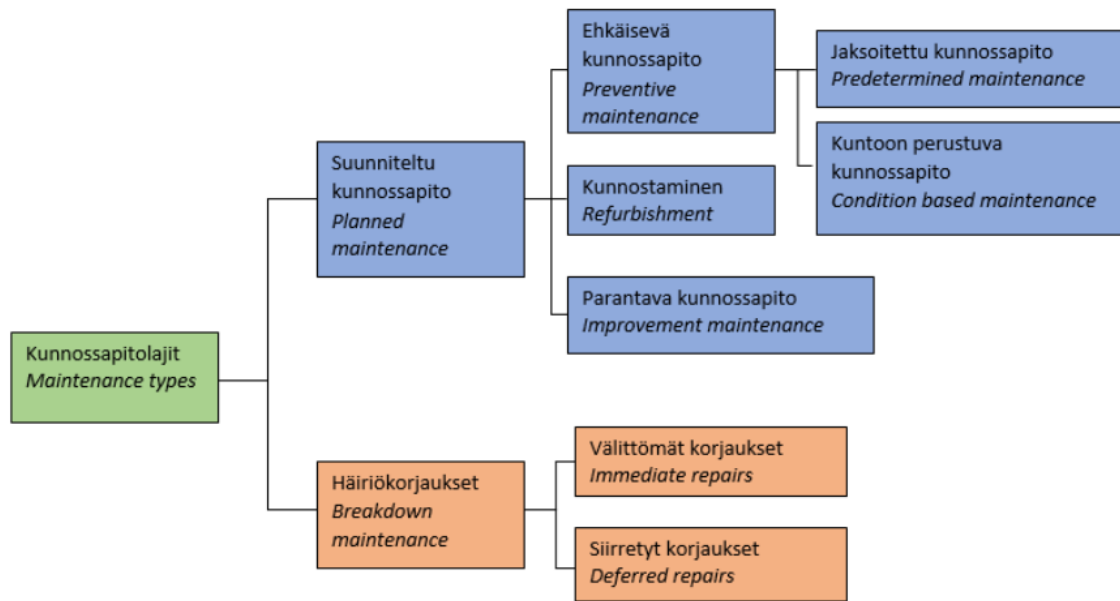 Kunnossapitolajit
Maintenance types
Suunniteltu
kunnossapito
Planned
maintenance
Ehkäisevä
kunnossapito
Preventive
maintenance
Jaksoitettu kunnossapito
Predetermined maintenance
Kuntoon perustuva
kunnossapito
Condition based maintenance
Kunnostaminen
Refurbishment
Parantava kunnossapito
Improvement maintenance
Häiriökorjaukset
Breakdown
maintenance
Välittömät korjaukset
Immediate repairs
Siirretyt korjaukset
Deferred repairs